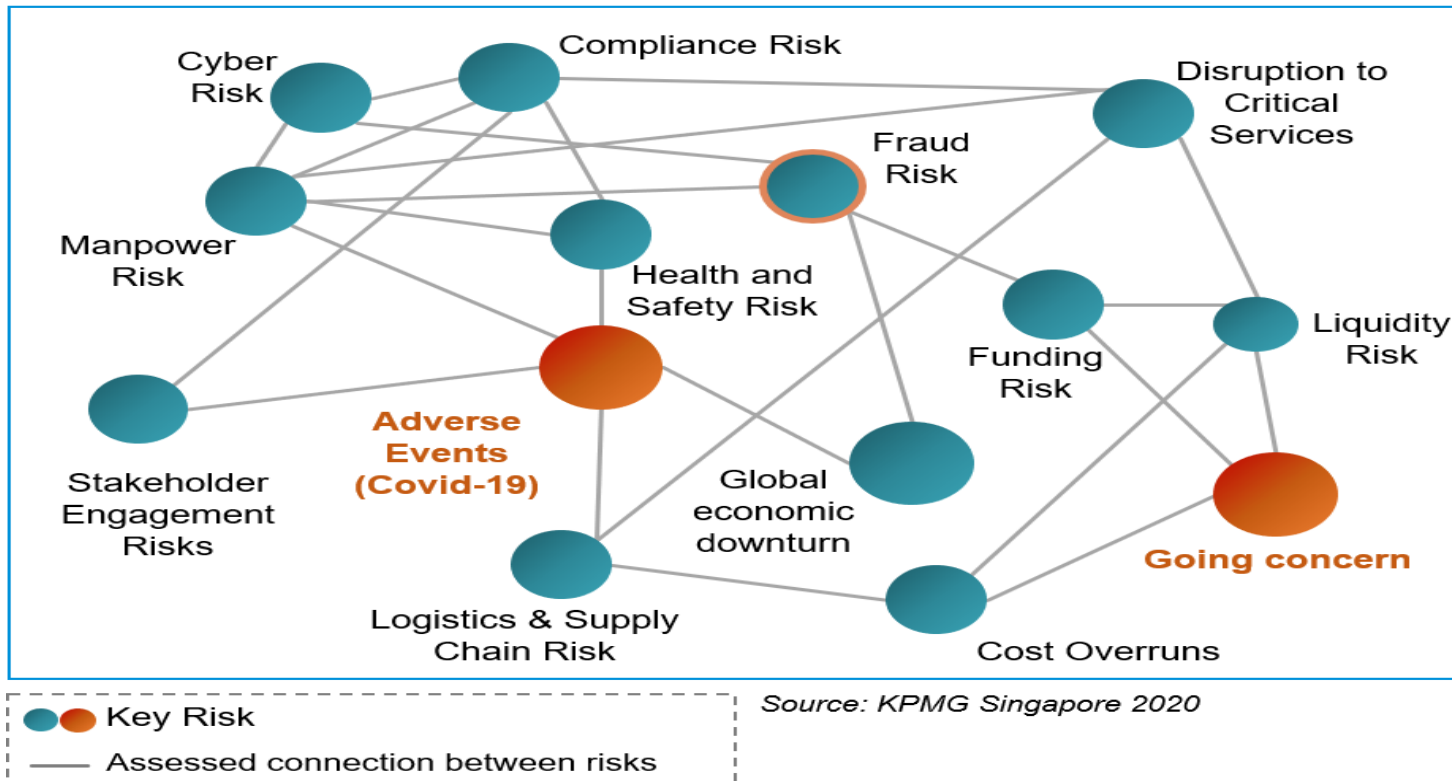 Compliance Risk
Cyber
Risk
Disruption to
Critical
Services
Fraud
Risk
Manpower
Risk
Health and
Safety Risk
Funding
Risk
Liquidity
Risk
Adverse
Events
(Covid-19)
Stakeholder
Engagement
Risks
Global
economic
downturn
Going concern
Logistics & Supply
Chain Risk
Cost Overruns
Key Risk
Assessed connection between risks
Source: KPMG Singapore 2020